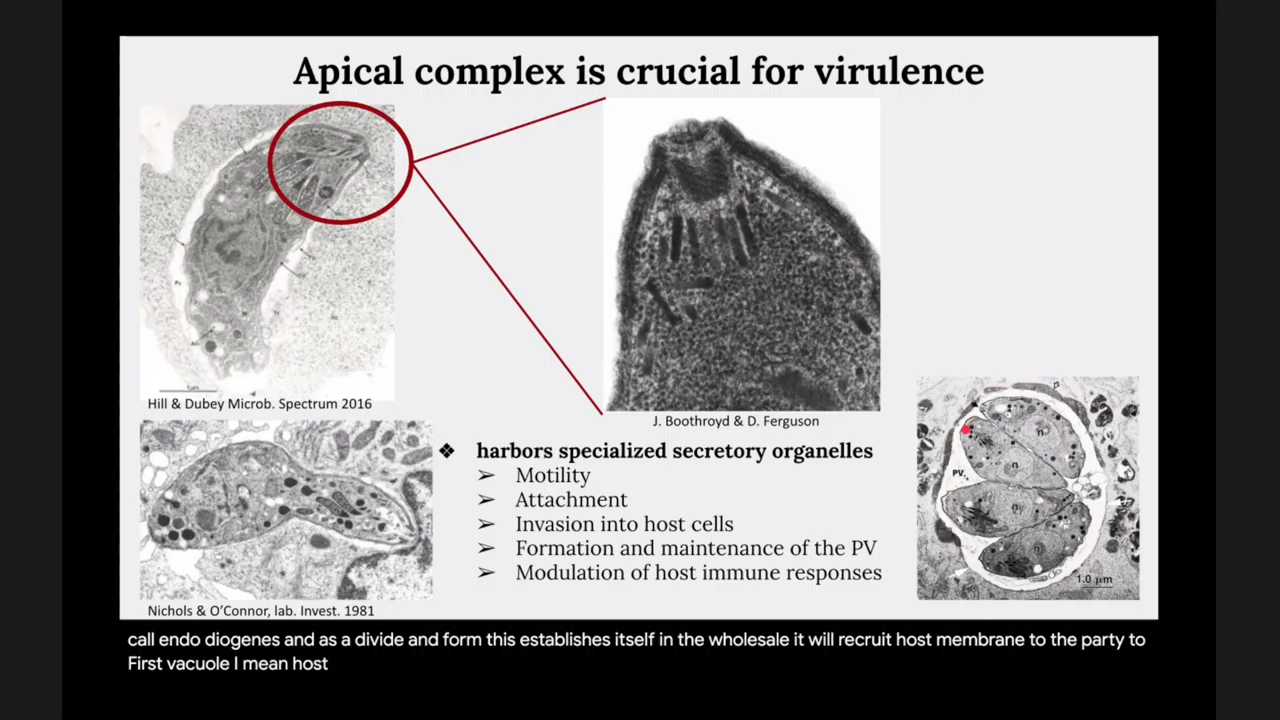 Apical complex is crucial for virulence
Hill & Dubey Microb. Spectrum 2016
J. Boothroyd & D. Ferguson
❖ harbors specialized secretory organelles
➢ Motility
➢ Attachment
➢ Invasion into host cells
➢ Formation and maintenance of the PV
➢ Modulation of host immune responses
Nichols & O’Connor, lab. Invest. 1981
p
n
PV
n
n
n
1.0 μm
call endo diogenes and as a divide and form this establishes itself in the wholesale it will recruit host membrane to the party to
First vacuole I mean host